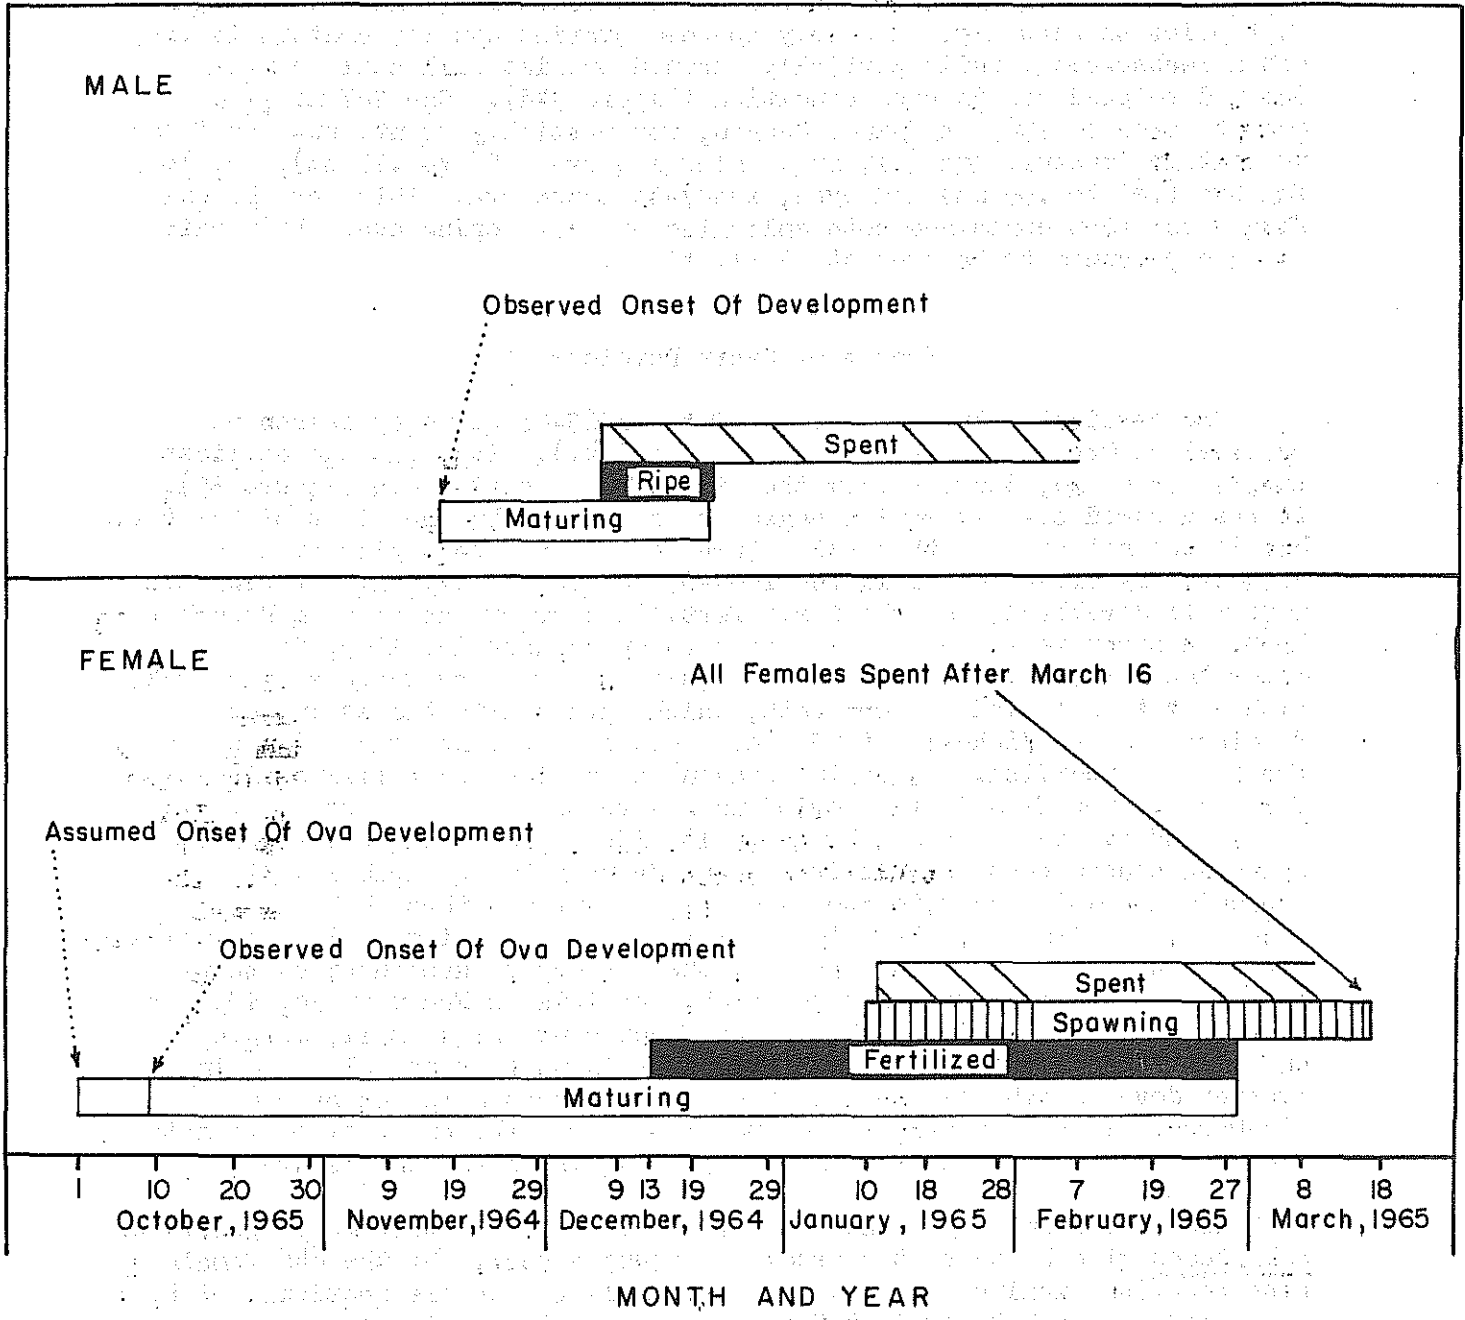 MALE
Observed Onset Of Development
Spent
Ripe
Maturing
FEMALE
All Females Spent After March 16
Assumed Onset Of Ova Development
Observed Onset Of Ova Development
Spent
Spawning
Fertilized
Maturing
1 10 20 30 9 19 29 9 13 19 29 10 18 28 7 19 27 8 18
October, 1965 November, 1964 December, 1964 January, 1965 February, 1965 March, 1965
MONTH AND YEAR